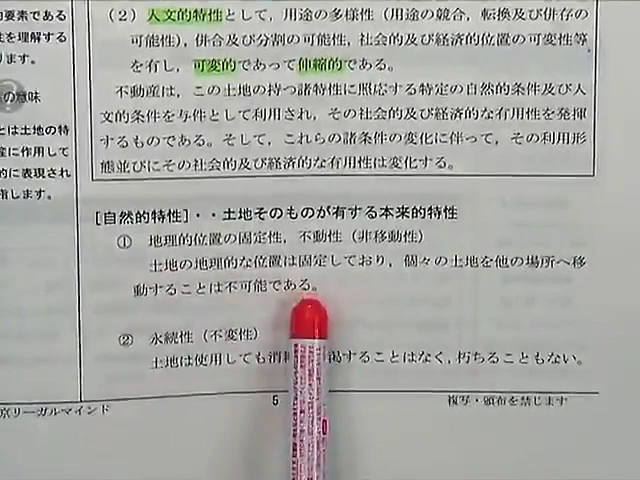 要素である
を理解する
ります。
の意味
とは土地の特
産に作用して
的に表現され
析します。
(2) 人文的特性として，用途の多様性（用途の競合，転換及び併存の
可能性），併合及び分割の可能性，社会的及び経済的位置の可変性等
を有し，可変的であって伸縮的である。
不動産は，この土地の持つ諸特性に照応する特定の自然的条件及び人
文的条件を与件として利用され，その社会的及び経済的な有用性を発揮
するものである。そして，これらの諸条件の変化に伴って，その利用形
態並びにその社会的及び経済的な有用性は変化する。
[自然的特性]・・土地そのものが有する本来的特性
① 地理的位置の固定性，不動性（非移動性）
土地の地理的な位置は固定しており，個々の土地を他の場所へ移
動することは不可能である。
② 永続性（不変性）
土地は使用しても消 することはなく，朽ちることもない。
京リーガルマインド
5
複写・頒布を禁じます